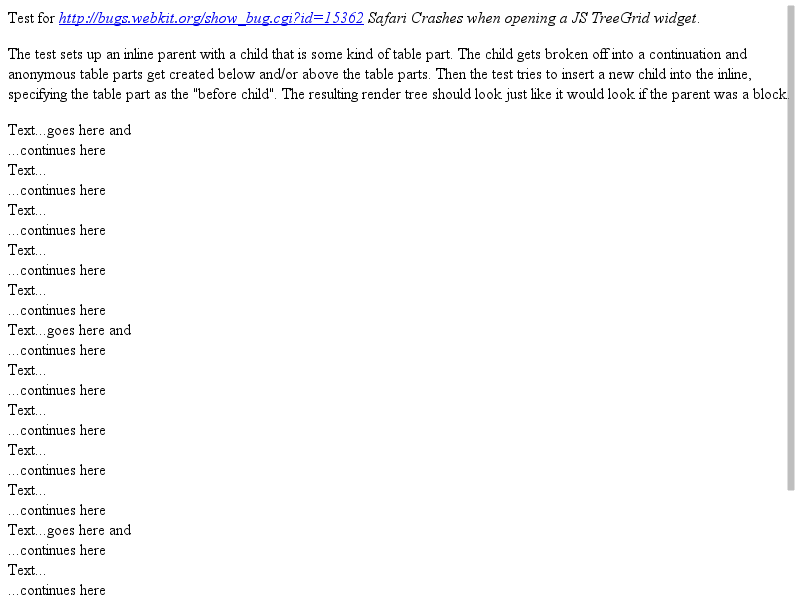 Test for http://bugs.webkit.org/show_bug.cgi?id=15362 Safari Crashes when opening a JS TreeGrid widget.
The test sets up an inline parent with a child that is some kind of table part. The child gets broken off into a continuation and
anonymous table parts get created below and/or above the table parts. Then the test tries to insert a new child into the inline,
specifying the table part as the "before child". The resulting render tree should look just like it would look if the parent was a block.
Text...goes here and
...continues here
Text...
...continues here
Text...
...continues here
Text...
...continues here
Text...
...continues here
Text...goes here and
...continues here
Text...
...continues here
Text...
...continues here
Text...
...continues here
Text...
...continues here
Text...goes here and
...continues here
Text...
...continues here